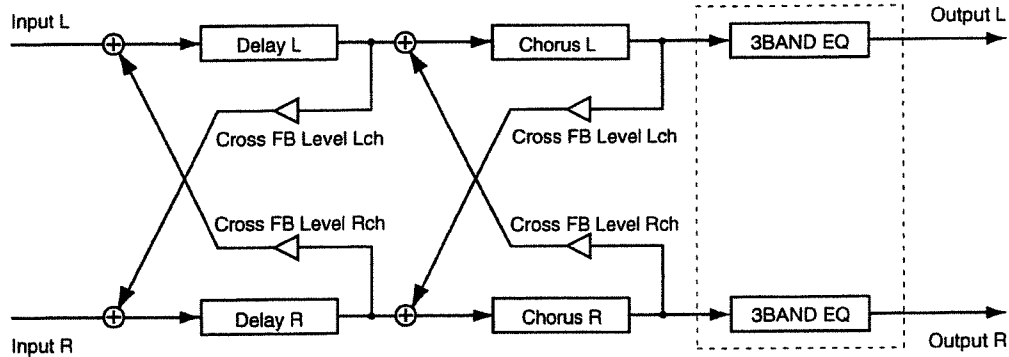 Input L
Output L
Delay L
Chorus L
3BAND EQ
Cross FB Level Lch
Cross FB Level Lch
Cross FB Level Rch
Cross FB Level Rch
Delay R
Chorus R
3BAND EQ
Input R
Output R